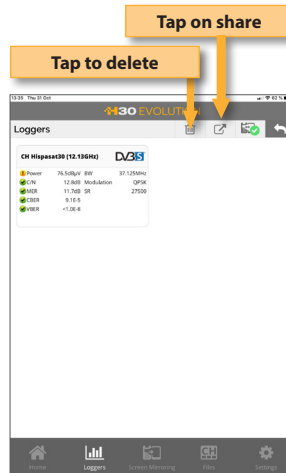 Tap on share
Tap to delete
13:36 Thu 31 Oct 62 %
H30 EVOLUTION
Loggers
CH Hispasat30 (12.13GHz) DVB S
Power 76.5dBµV BW 37.125MHz
C/N 12.8dB Modulation QPSK
MER 11.7dB SR 27500
CBER 9.1E-5
VBER <1.0E-8
Home Loggers Screen Mirroring Files Settings